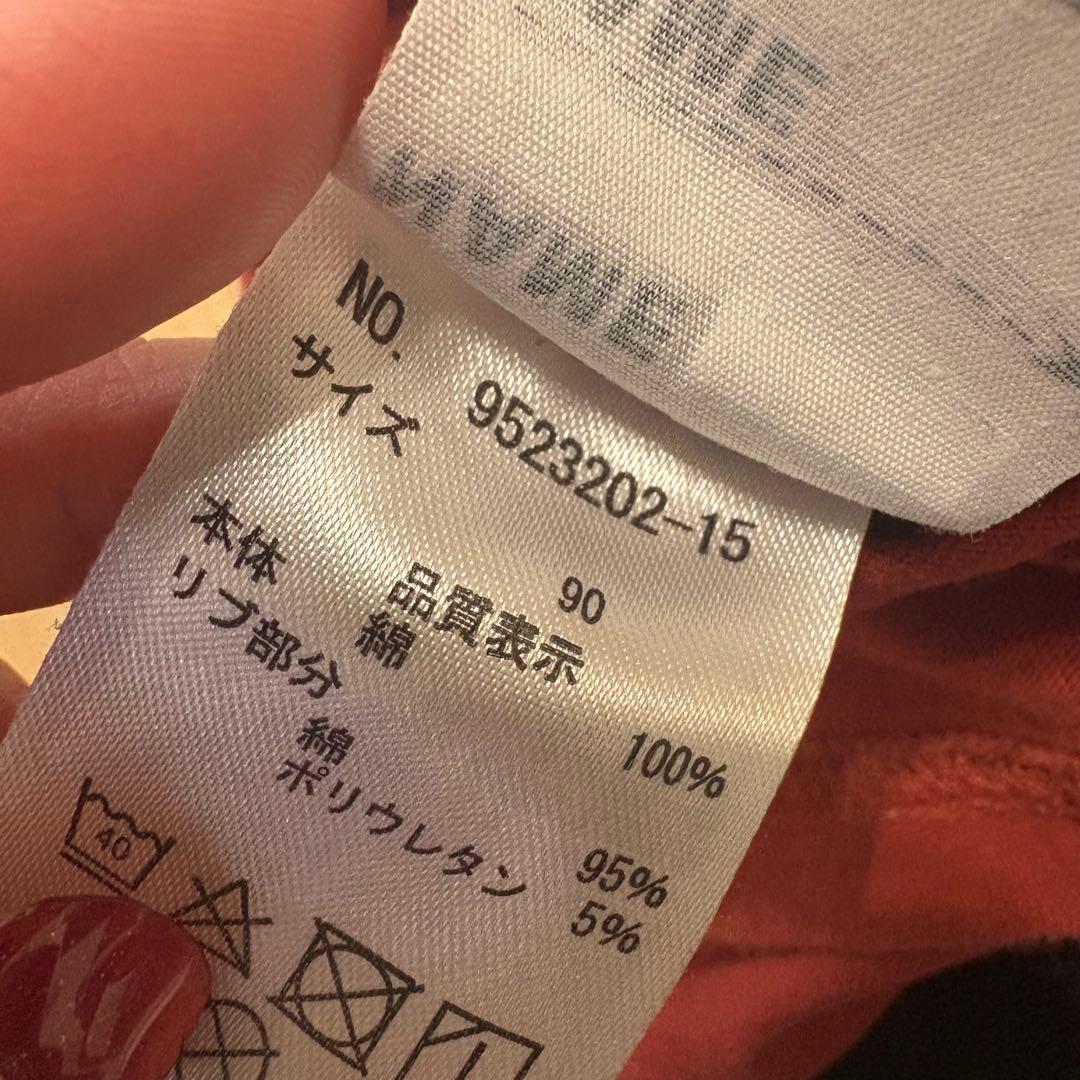 NO. 9523202-15
サイズ 90
品質表示
本体 綿 100%
リブ部分
綿 95%
ポリウレタン 5%
40